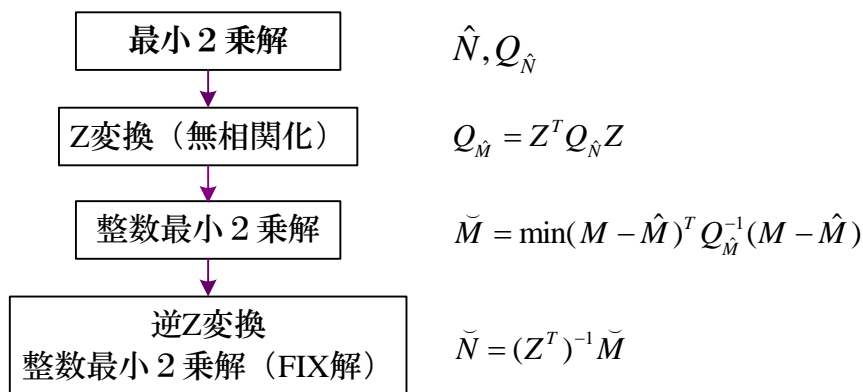 最小２乗解
N̂, Q_N̂
Z変換（無相関化）
Q_M̂ = Z^T Q_N̂ Z
整数最小２乗解
M̆ = min(M − M̂)^T Q_M̂^{-1} (M − M̂)
逆Z変換
整数最小２乗解（FIX解）
N̆ = (Z^T)^{-1} M̆